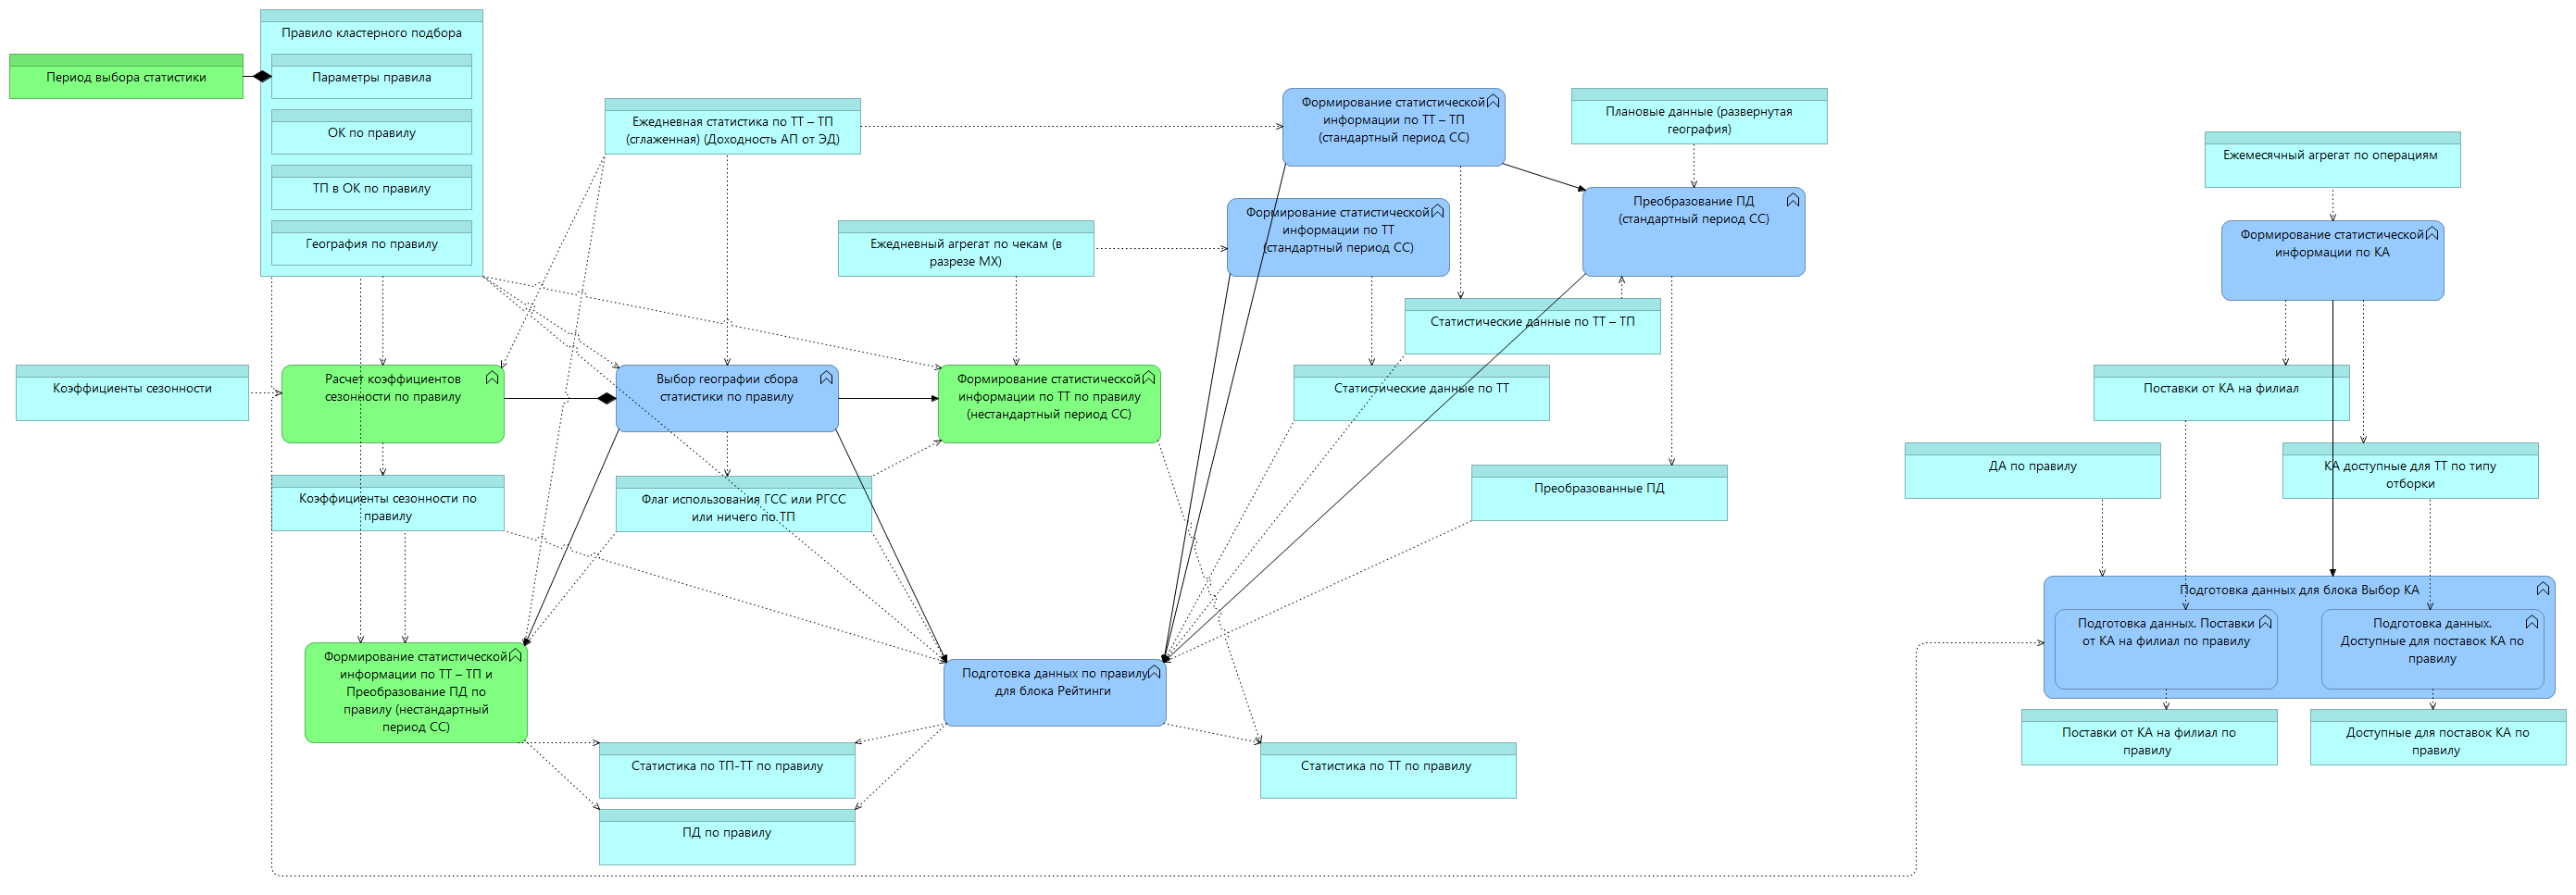 Правило кластерного подбора
Период выбора статистики
Параметры правила
ОК по правилу
ТП в ОК по правилу
География по правилу
Ежедневная статистика по ТТ – ТП
(сглаженная) (Доходность АП от ЭД)
Формирование статистической
информации по ТТ – ТП
(стандартный период СС)
Плановые данные (развернутая
география)
Ежемесячный агрегат по операциям
Формирование статистической
информации по ТТ
(стандартный период СС)
Преобразование ПД
(стандартный период СС)
Ежедневный агрегат по чекам (в
разрезе МХ)
Формирование статистической
информации по КА
Статистические данные по ТТ – ТП
Коэффициенты сезонности
Расчет коэффициентов
сезонности по правилу
Выбор географии сбора
статистики по правилу
Формирование статистической
информации по ТТ по правилу
(нестандартный период СС)
Статистические данные по ТТ
Поставки от КА на филиал
ДА по правилу
КА доступные для ТТ по типу
отборки
Коэффициенты сезонности по
правилу
Флаг использования ГСС или РГСС
или ничего по ТП
Преобразованные ПД
Подготовка данных для блока Выбор КА
Подготовка данных. Поставки
от КА на филиал по правилу
Подготовка данных.
Доступные для поставок КА по
правилу
Формирование статистической
информации по ТТ – ТП и
Преобразование ПД по
правилу (нестандартный
период СС)
Подготовка данных по правилу
для блока Рейтинги
Поставки от КА на филиал по
правилу
Доступные для поставок КА по
правилу
Статистика по ТП-ТТ по правилу
Статистика по ТТ по правилу
ПД по правилу